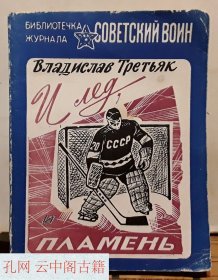 БИБЛИОТЕЧКА
ЖУРНАЛА
СОВЕТСКИЙ ВОИН
Владислав Третьяк
И лед,
20 СССР
ПЛАМЕНЬ
孔网 云中阁古籍